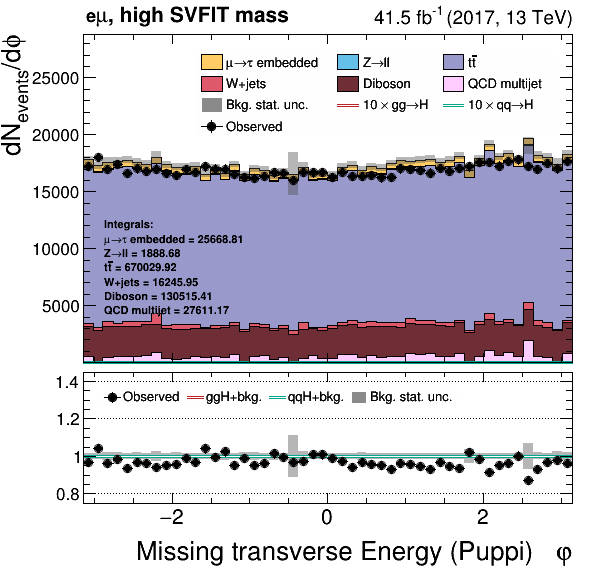 eμ, high SVFIT mass 41.5 fb⁻¹ (2017, 13 TeV)
dN_events/dϕ
μ→τ embedded Z→ll tt̄
W+jets Diboson QCD multijet
Bkg. stat. unc. 10 × gg→H 10 × qq→H
Observed
25000
20000
15000
10000
5000
Integrals:
μ→τ embedded = 25668.81
Z→ll = 1888.68
tt̄ = 670029.92
W+jets = 16245.95
Diboson = 130515.41
QCD multijet = 27611.17
1.4
1.2
1
0.8
Observed ggH+bkg. qqH+bkg. Bkg. stat. unc.
−2 0 2
Missing transverse Energy (Puppi) φ